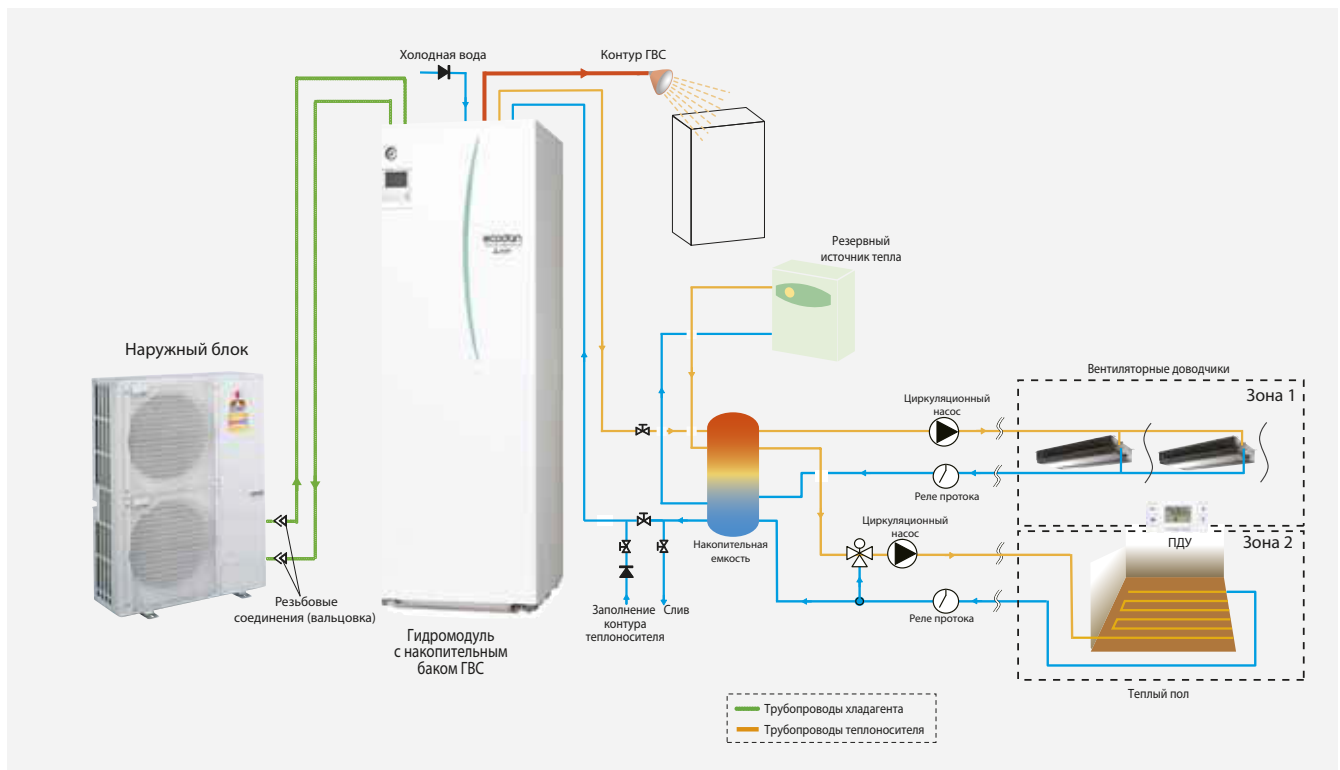 Холодная вода
Контур ГВС
Резервный
источник тепла
Наружный блок
Вентиляторные доводчики
Зона 1
Циркуляционный
насос
Реле протока
Циркуляционный
насос
Накопительная
емкость
ПДУ
Зона 2
Резьбовые
соединения (вальцовка)
Заполнение
контура
теплоносителя
Слив
Реле протока
Гидромодуль
с накопительным
баком ГВС
Теплый пол
Трубопроводы хладагента
Трубопроводы теплоносителя